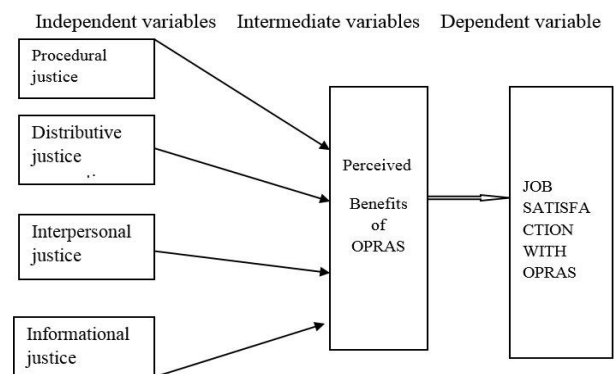 Independent variables Intermediate variables Dependent variable
Procedural
justice
Distributive
justice
Interpersonal
justice
Informational
justice
Perceived
Benefits
of
OPRAS
JOB
SATISFA
CTION
WITH
OPRAS